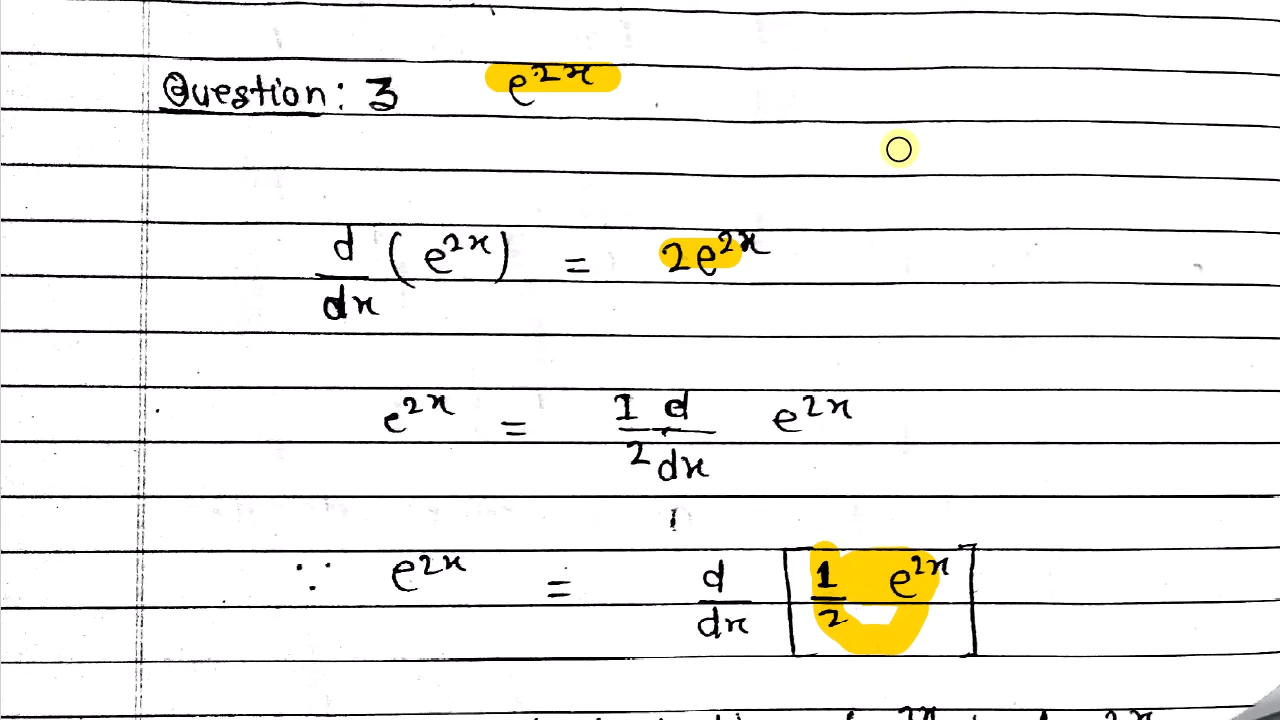 Question: 3 e^2x
d/dx (e^2x) = 2e^2x
e^2x = 1/2 d/dx e^2x
∵ e^2x = d/dx [1/2 e^2x]